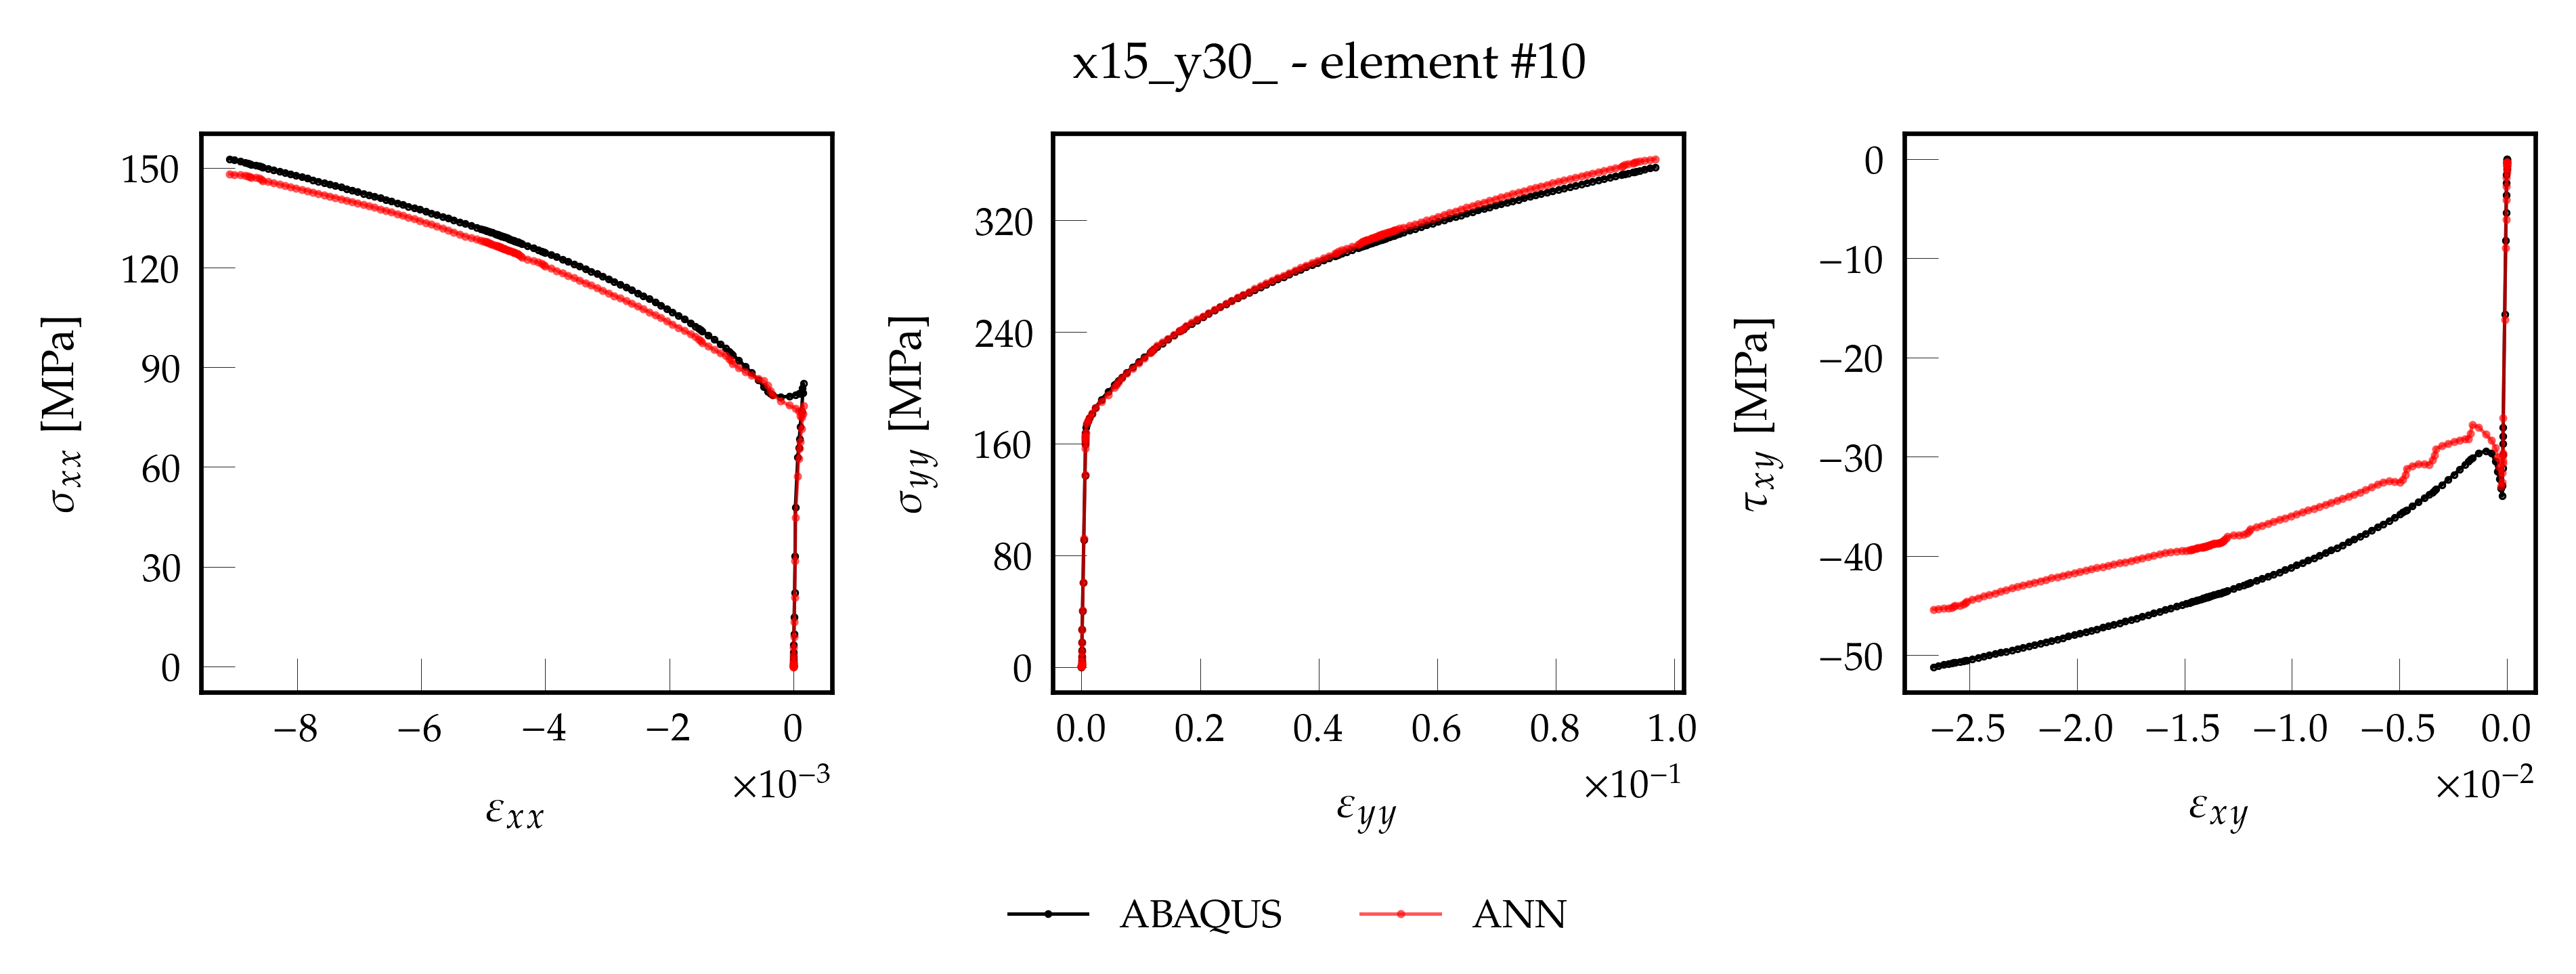 x15_y30_ - element #10
σxx [MPa]
150
120
90
60
30
0
−8 −6 −4 −2 0
×10−3
εxx
σyy [MPa]
320
240
160
80
0
0.0 0.2 0.4 0.6 0.8 1.0
×10−1
εyy
τxy [MPa]
0
−10
−20
−30
−40
−50
−2.5 −2.0 −1.5 −1.0 −0.5 0.0
×10−2
εxy
ABAQUS ANN